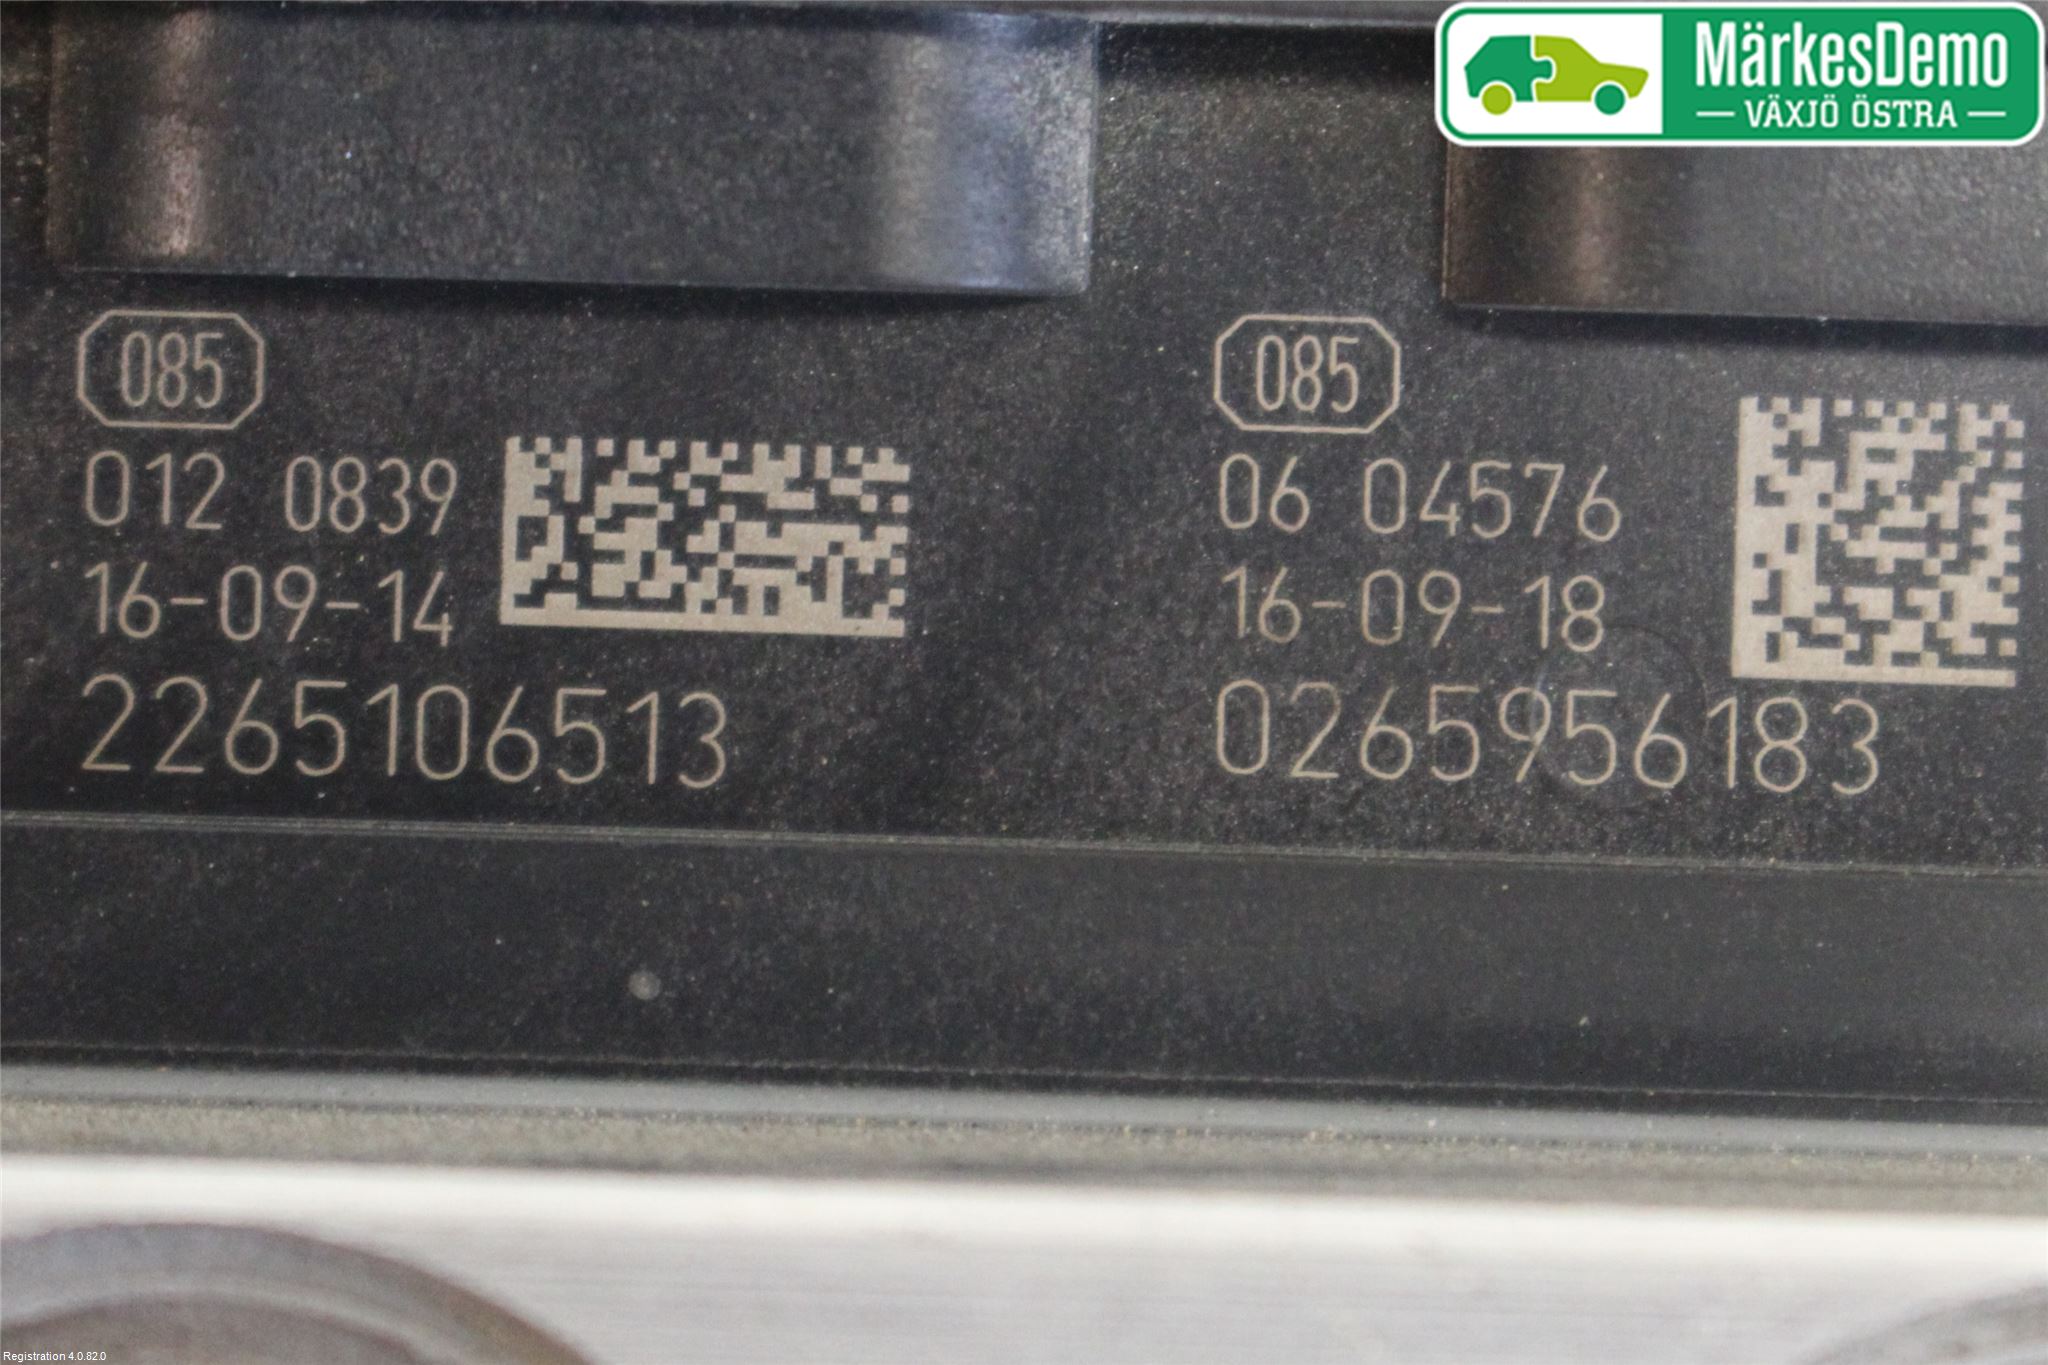 MärkesDemo
VÄXJÖ ÖSTRA
085
012 0839
16-09-14
2265106513
085
06 04576
16-09-18
0265956183
Registration 4.0.82.0